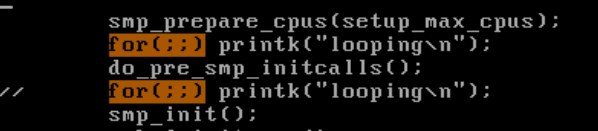 smp_prepare_cpus(setup_max_cpus);
for(;;) printk("looping\n");
do_pre_smp_initcalls();
// for(;;) printk("looping\n");
smp_init();